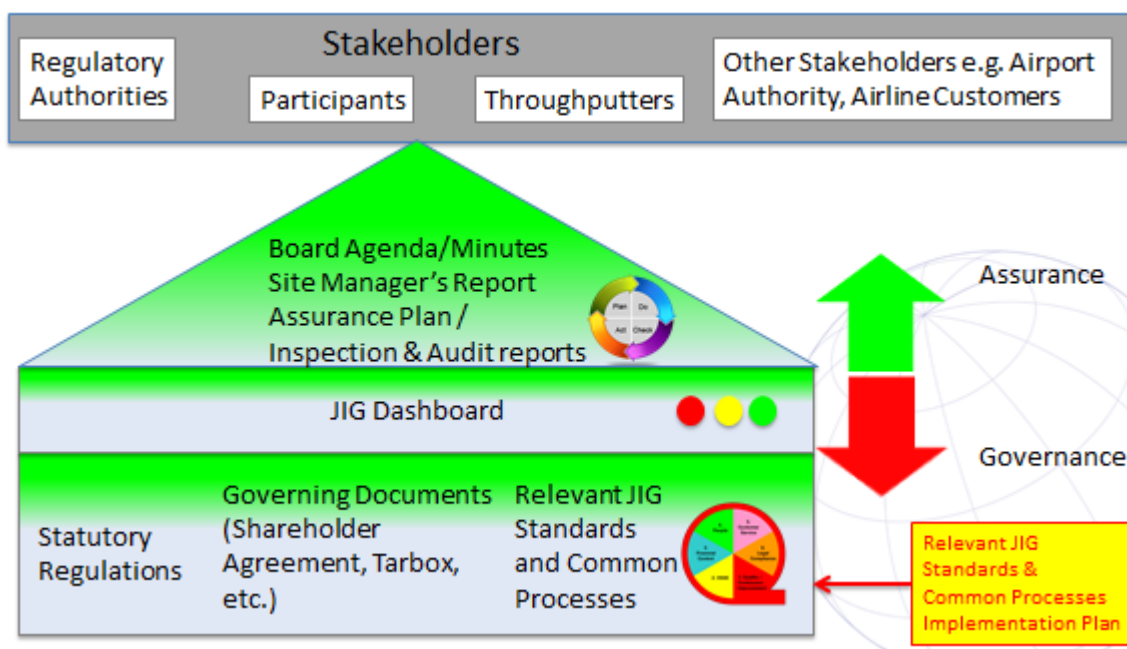 Stakeholders
Regulatory
Authorities
Participants
Throughputters
Other Stakeholders e.g. Airport
Authority, Airline Customers
Board Agenda/Minutes
Site Manager's Report
Assurance Plan /
Inspection & Audit reports
Plan
Do
Act
Check
Assurance
JIG Dashboard
Governance
Statutory
Regulations
Governing Documents
(Shareholder
Agreement, Tarbox,
etc.)
Relevant JIG
Standards
and Common
Processes
Relevant JIG
Standards &
Common Processes
Implementation Plan